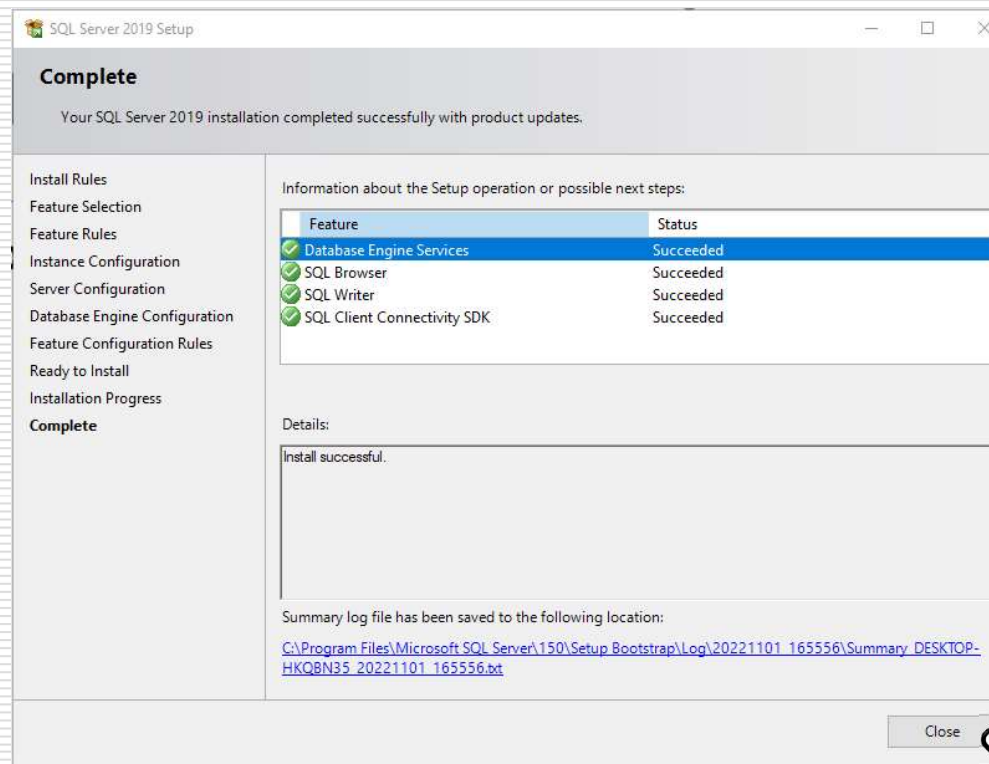 SQL Server 2019 Setup
Complete
Your SQL Server 2019 installation completed successfully with product updates.
Install Rules
Feature Selection
Feature Rules
Instance Configuration
Server Configuration
Database Engine Configuration
Feature Configuration Rules
Ready to Install
Installation Progress
Complete
Information about the Setup operation or possible next steps:
Feature Status
Database Engine Services Succeeded
SQL Browser Succeeded
SQL Writer Succeeded
SQL Client Connectivity SDK Succeeded
Details:
Install successful.
Summary log file has been saved to the following location:
C:\Program Files\Microsoft SQL Server\150\Setup Bootstrap\Log\20221101_165556\Summary_DESKTOP-
HKQBN35_20221101_165556.txt
Close